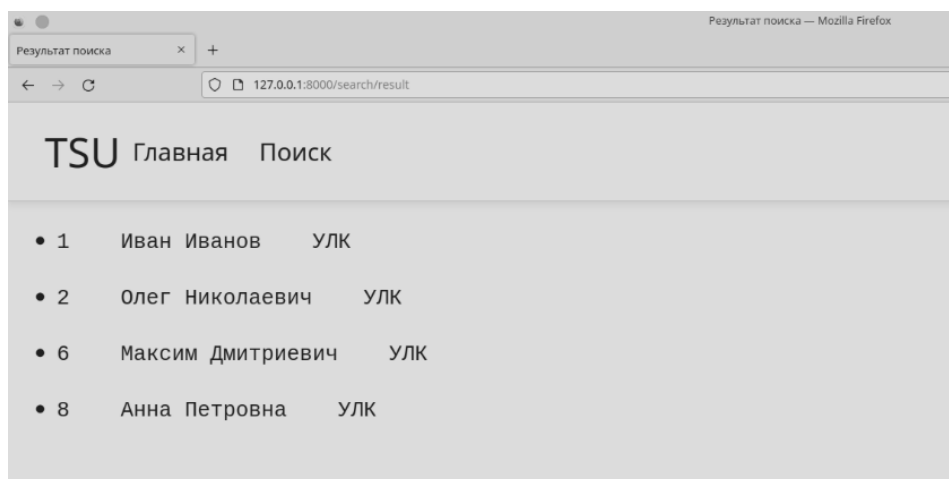 Результат поиска — Mozilla Firefox
Результат поиска × +
127.0.0.1:8000/search/result
TSU Главная Поиск
• 1 Иван Иванов УЛК
• 2 Олег Николаевич УЛК
• 6 Максим Дмитриевич УЛК
• 8 Анна Петровна УЛК